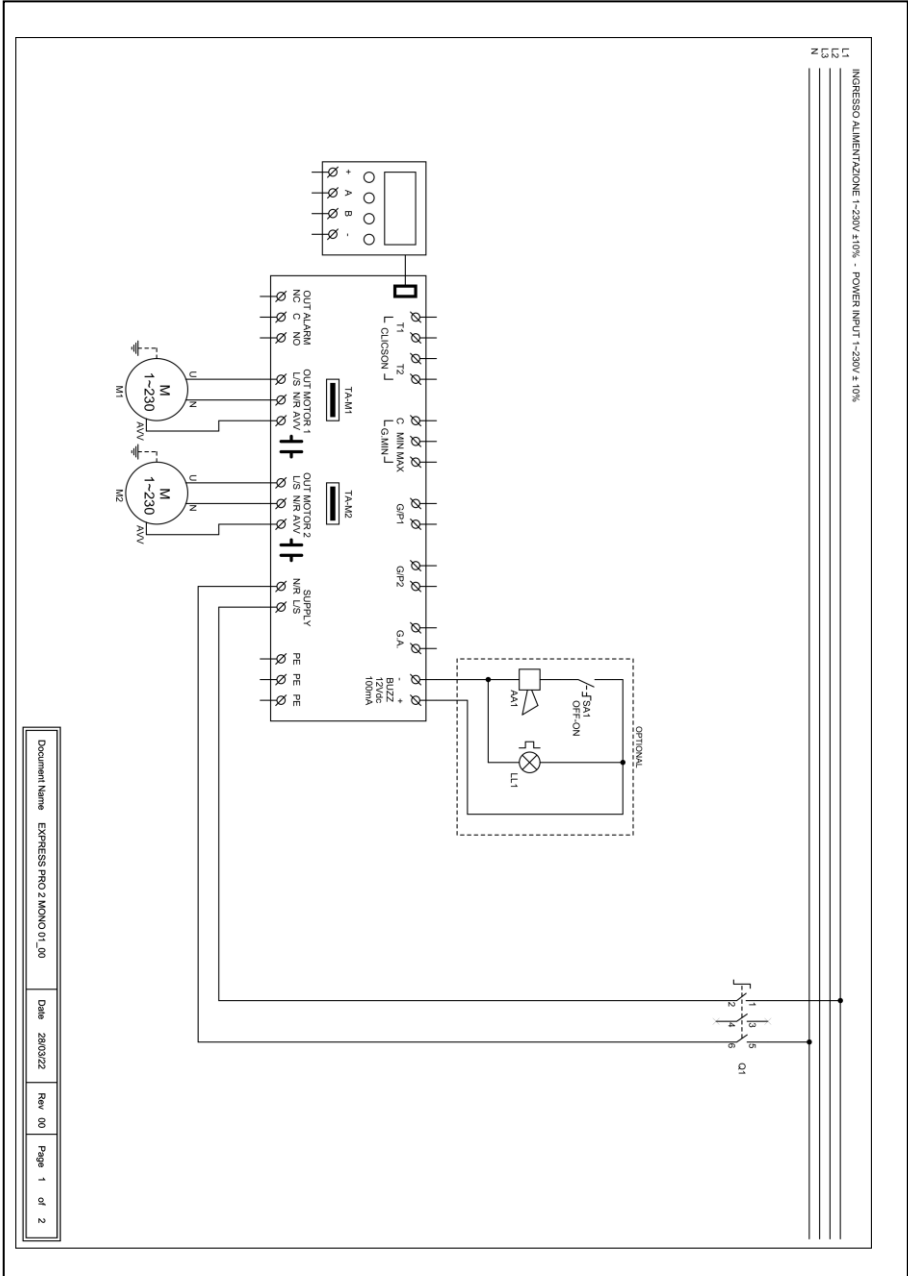 INGRESSO ALIMENTAZIONE 1~230V ±10% - POWER INPUT 1~230V ± 10%
L1
L2
L3
N
1 3 5
2 4 6
Q1
OPTIONAL
SA1
OFF-ON
AA1
LL1
+ A B -
T1 T2
CLICSON
C MIN MAX
G.MIN
G/P1
G/P2
G.A.
- +
BUZZ
12Vdc
100mA
TA-M1
TA-M2
OUT ALARM
NC C NO
OUT MOTOR 1
L/S N/R AVV
OUT MOTOR 2
L/S N/R AVV
SUPPLY
N/R L/S
PE PE PE
U N
M
1~230
AVV
M1
U N
M
1~230
AVV
M2
Document Name EXPRESS PRO 2 MONO 01_00 Date 28/03/22 Rev 00 Page 1 of 2